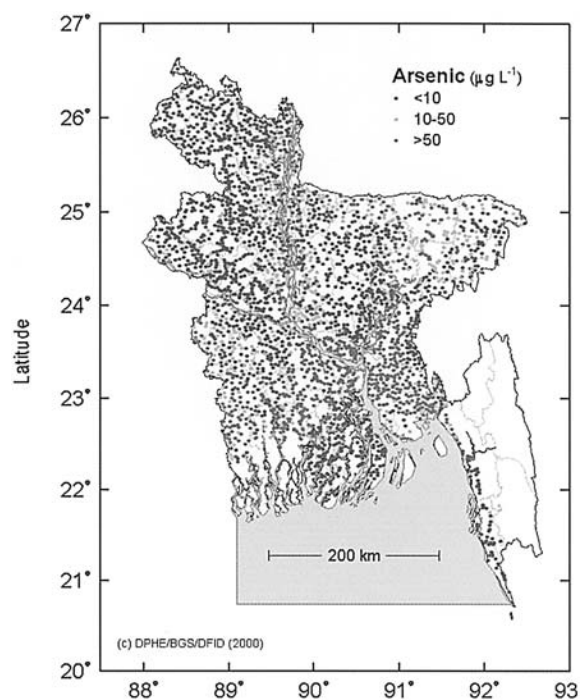 27°
Arsenic (µg L⁻¹)
<10
10-50
>50
26°
25°
24°
Latitude
23°
22°
200 km
21°
(c) DPHE/BGS/DFID (2000)
20°
88° 89° 90° 91° 92° 93